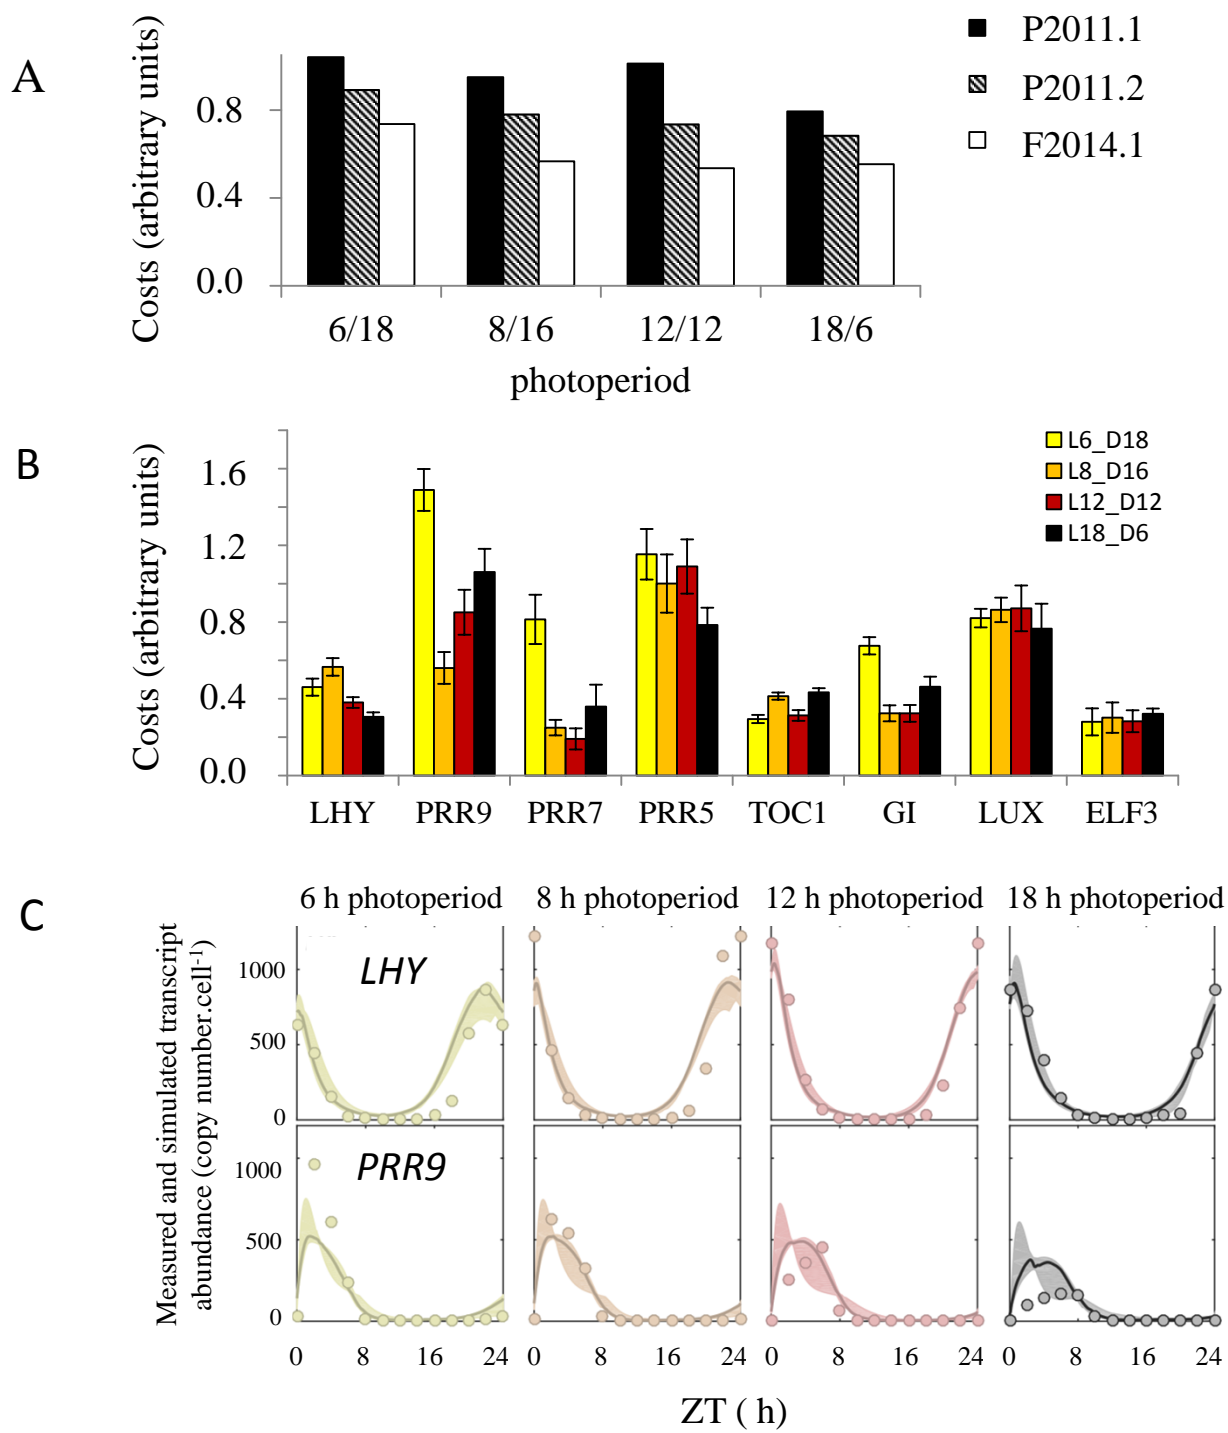 A
Costs (arbitrary units)
0.8
0.4
0.0
6/18 8/16 12/12 18/6
photoperiod
P2011.1
P2011.2
F2014.1
B
Costs (arbitrary units)
1.6
1.2
0.8
0.4
0.0
LHY PRR9 PRR7 PRR5 TOC1 GI LUX ELF3
L6_D18
L8_D16
L12_D12
L18_D6
C
Measured and simulated transcript
abundance (copy number.cell-1)
6 h photoperiod 8 h photoperiod 12 h photoperiod 18 h photoperiod
LHY
1000
500
0
PRR9
1000
500
0
0 8 16 24 0 8 16 24 0 8 16 24 0 8 16 24
ZT ( h)